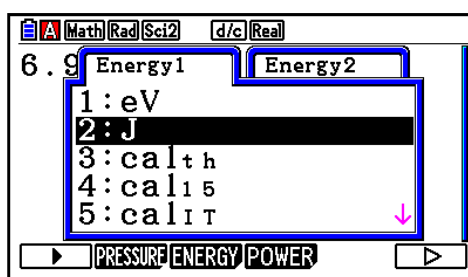 Math Rad Sci2 d/c Real
6.9
Energy1 Energy2
1:eV
2:J
3:calth
4:cal15
5:calIT
PRESSURE ENERGY POWER